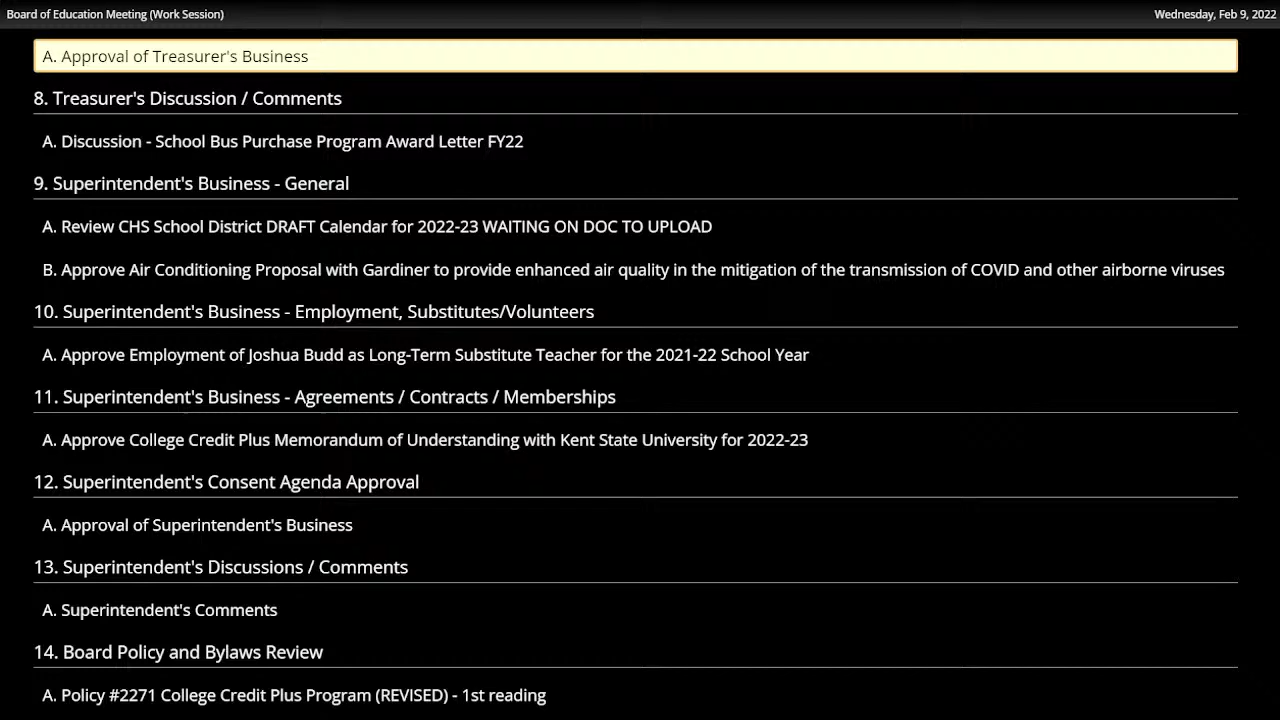 Board of Education Meeting (Work Session)
Wednesday, Feb 9, 2022
A. Approval of Treasurer's Business
8. Treasurer's Discussion / Comments
A. Discussion - School Bus Purchase Program Award Letter FY22
9. Superintendent's Business - General
A. Review CHS School District DRAFT Calendar for 2022-23 WAITING ON DOC TO UPLOAD
B. Approve Air Conditioning Proposal with Gardiner to provide enhanced air quality in the mitigation of the transmission of COVID and other airborne viruses
10. Superintendent's Business - Employment, Substitutes/Volunteers
A. Approve Employment of Joshua Budd as Long-Term Substitute Teacher for the 2021-22 School Year
11. Superintendent's Business - Agreements / Contracts / Memberships
A. Approve College Credit Plus Memorandum of Understanding with Kent State University for 2022-23
12. Superintendent's Consent Agenda Approval
A. Approval of Superintendent's Business
13. Superintendent's Discussions / Comments
A. Superintendent's Comments
14. Board Policy and Bylaws Review
A. Policy #2271 College Credit Plus Program (REVISED) - 1st reading